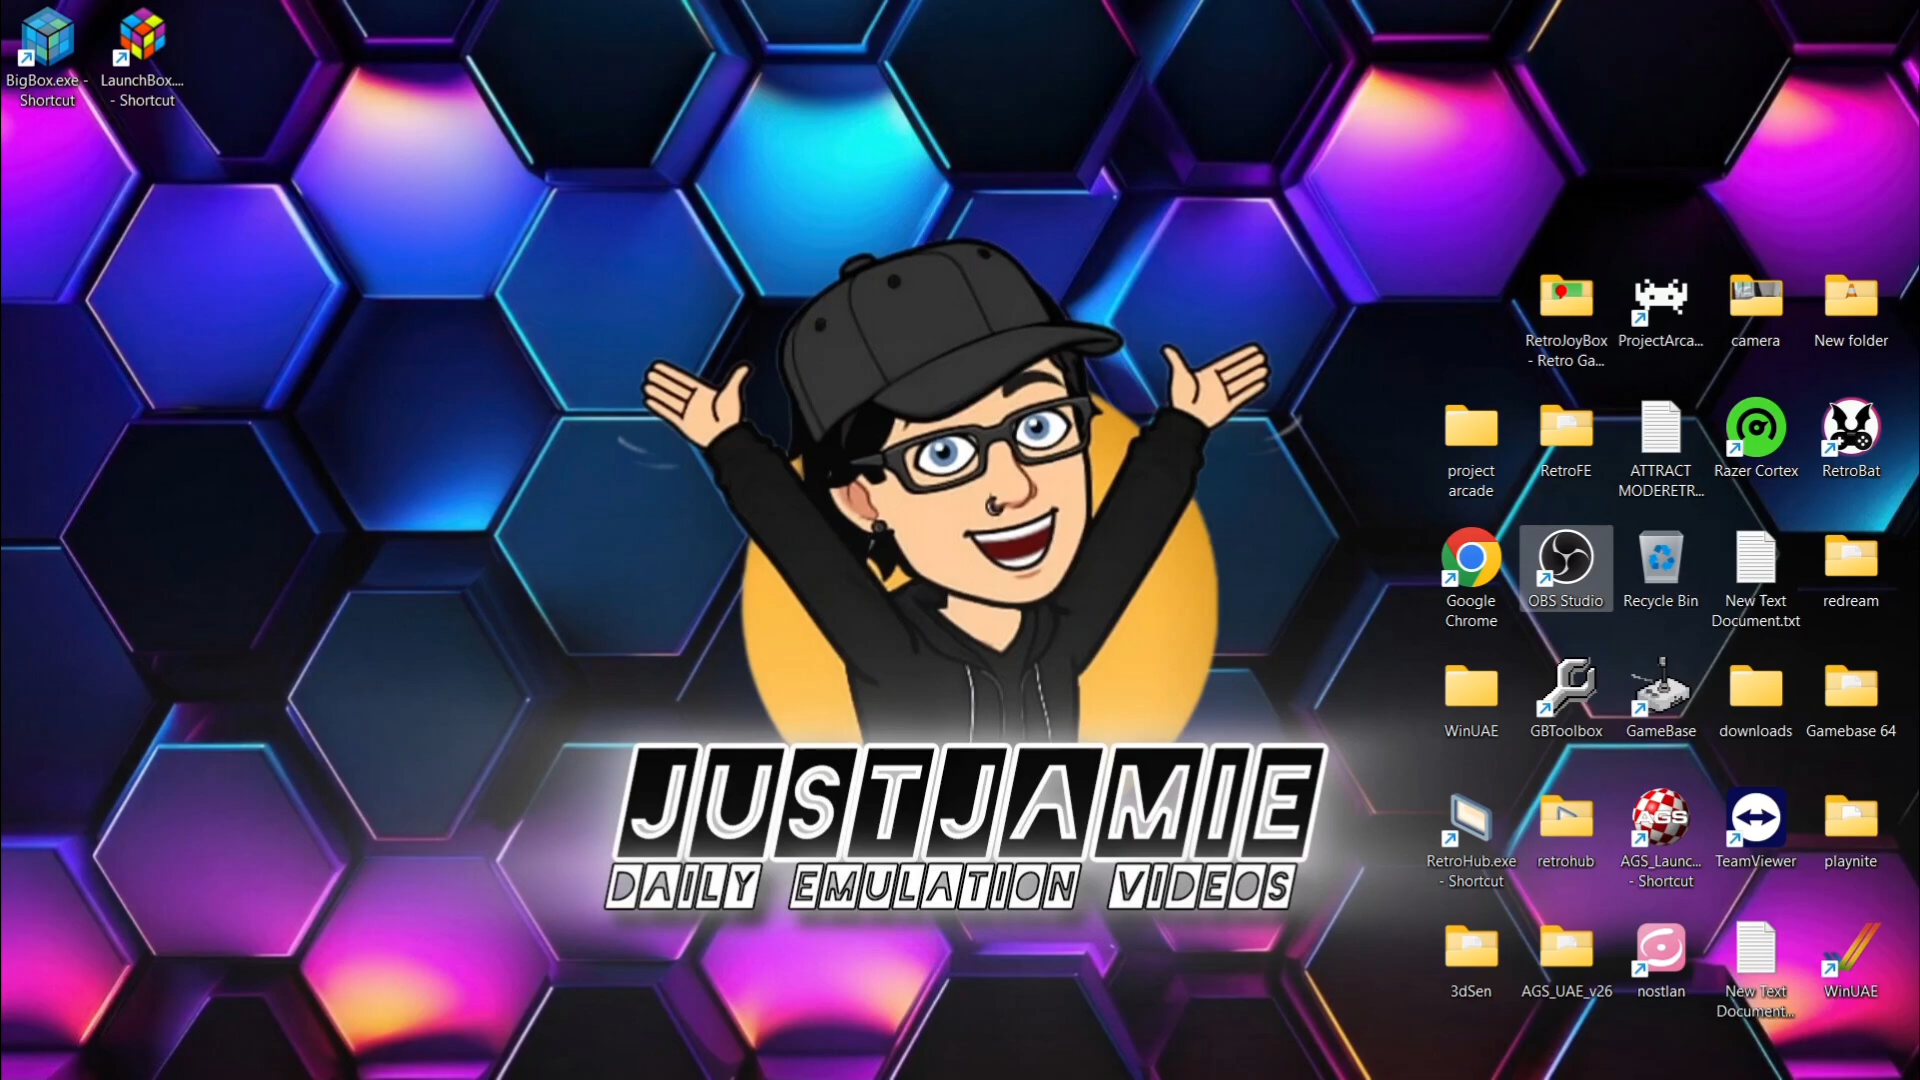 BigBox.exe -
Shortcut
LaunchBox....
- Shortcut
RetroJoyBox
- Retro Ga...
ProjectArca...
camera
New folder
project
arcade
RetroFE
ATTRACT
MODERETR...
Razer Cortex
RetroBat
Google
Chrome
OBS Studio
Recycle Bin
New Text
Document.txt
redream
WinUAE
GBToolbox
GameBase
downloads
Gamebase 64
JUSTJAMIE
DAILY EMULATION VIDEOS
RetroHub.exe
- Shortcut
retrohub
AGS
AGS_Launc...
- Shortcut
TeamViewer
playnite
3dSen
AGS_UAE_v26
nostlan
New Text
Document...
WinUAE